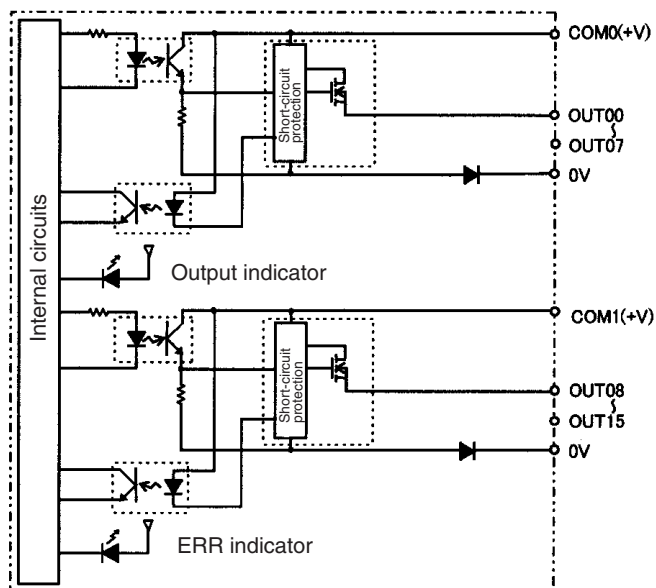 COM0(+V)
Short-circuit
protection
OUT00
∫
OUT07
0V
Internal circuits
Output indicator
COM1(+V)
Short-circuit
protection
OUT08
∫
OUT15
0V
ERR indicator